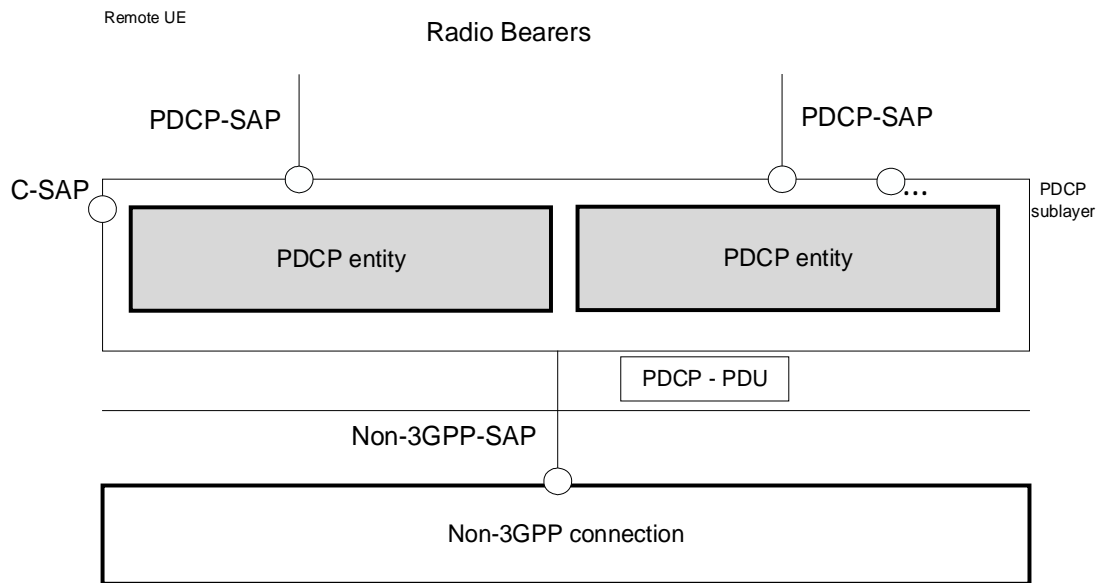 Remote UE
Radio Bearers
PDCP-SAP
PDCP-SAP
C-SAP
...
PDCP
sublayer
PDCP entity
PDCP entity
PDCP - PDU
Non-3GPP-SAP
Non-3GPP connection